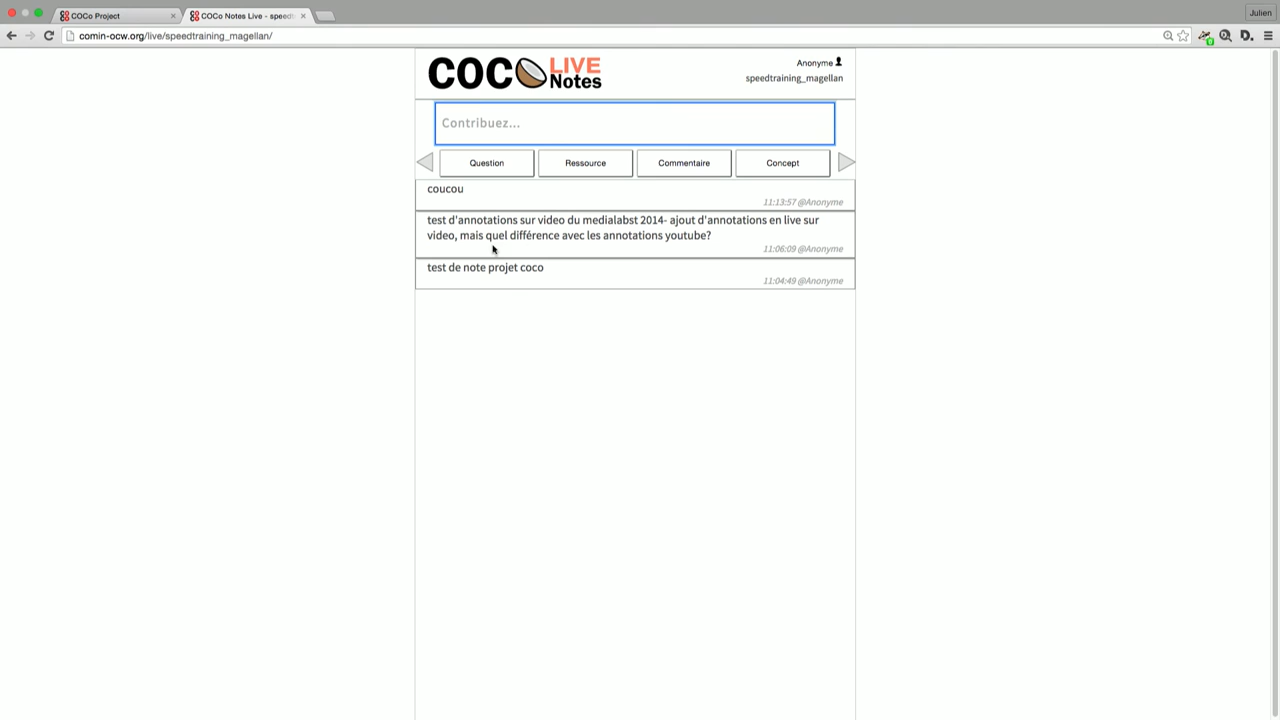 COCo Project
COCo Notes Live - speedt
Julien
comin-ocw.org/live/speedtraining_magellan/
COCO LIVE Notes
Anonyme
speedtraining_magellan
Contribuez...
Question
Ressource
Commentaire
Concept
coucou
11:13:57 @Anonyme
test d'annotations sur video du medialabst 2014- ajout d'annotations en live sur
video, mais quel différence avec les annotations youtube?
11:06:09 @Anonyme
test de note projet coco
11:04:49 @Anonyme